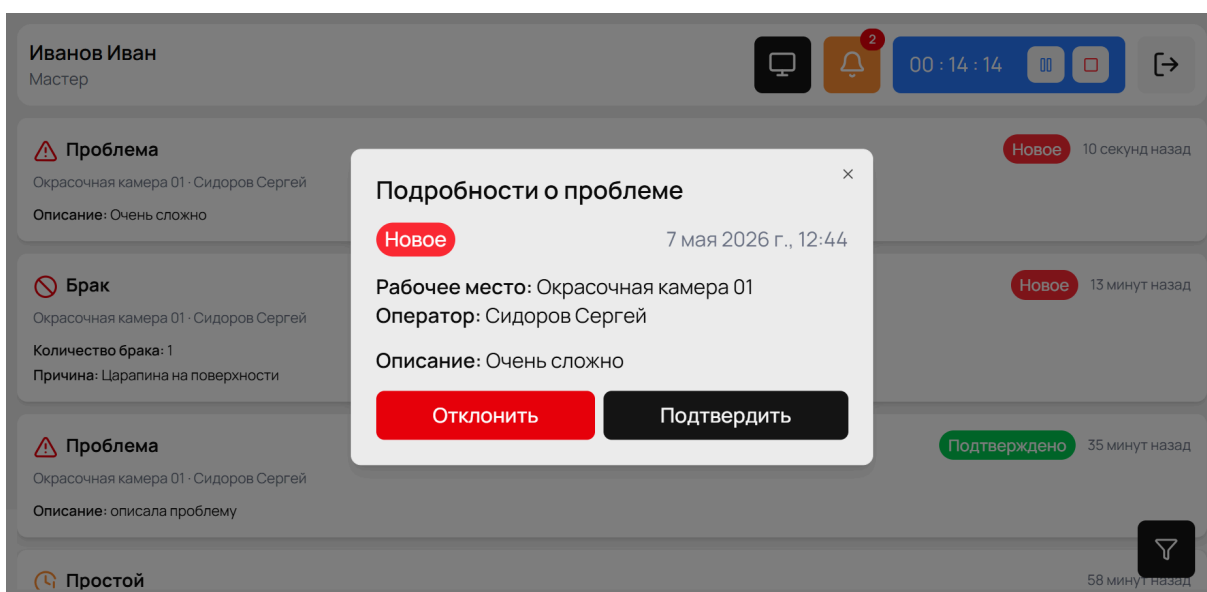 Иванов Иван
Мастер
2
00 : 14 : 14
Проблема
Новое
10 секунд назад
Окрасочная камера 01 · Сидоров Сергей
Описание: Очень сложно
Брак
Новое
13 минут назад
Окрасочная камера 01 · Сидоров Сергей
Количество брака: 1
Причина: Царапина на поверхности
Проблема
Подтверждено
35 минут назад
Окрасочная камера 01 · Сидоров Сергей
Описание: описала проблему
Простой
58 минут назад
Подробности о проблеме
Новое
7 мая 2026 г., 12:44
Рабочее место: Окрасочная камера 01
Оператор: Сидоров Сергей
Описание: Очень сложно
Отклонить
Подтвердить